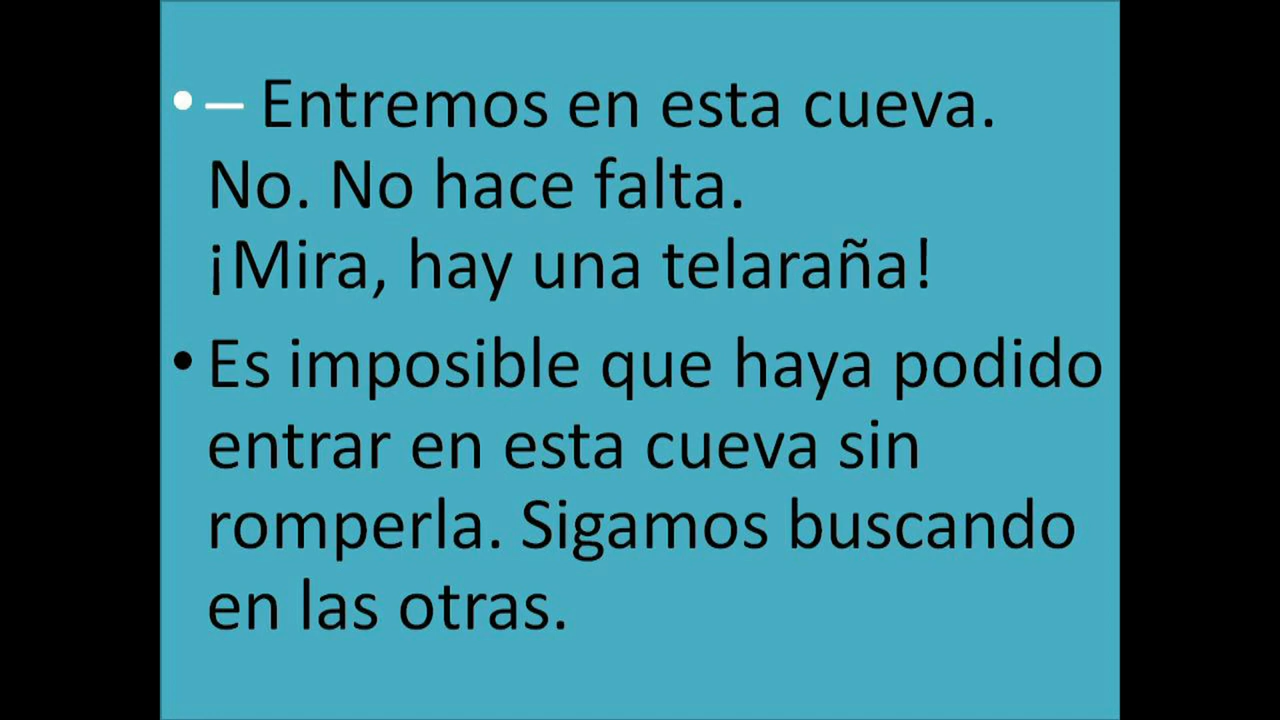 • – Entremos en esta cueva.
No. No hace falta.
¡Mira, hay una telaraña!
• Es imposible que haya podido
entrar en esta cueva sin
romperla. Sigamos buscando
en las otras.